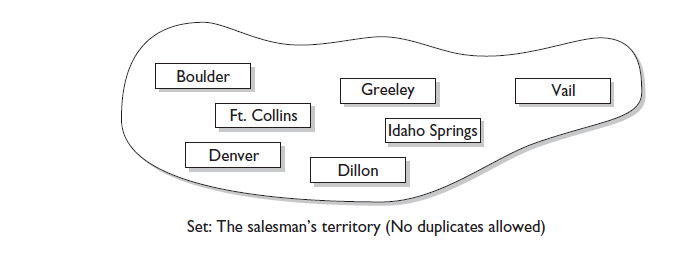 Boulder
Greeley
Vail
Ft. Collins
Idaho Springs
Denver
Dillon
Set: The salesman's territory (No duplicates allowed)